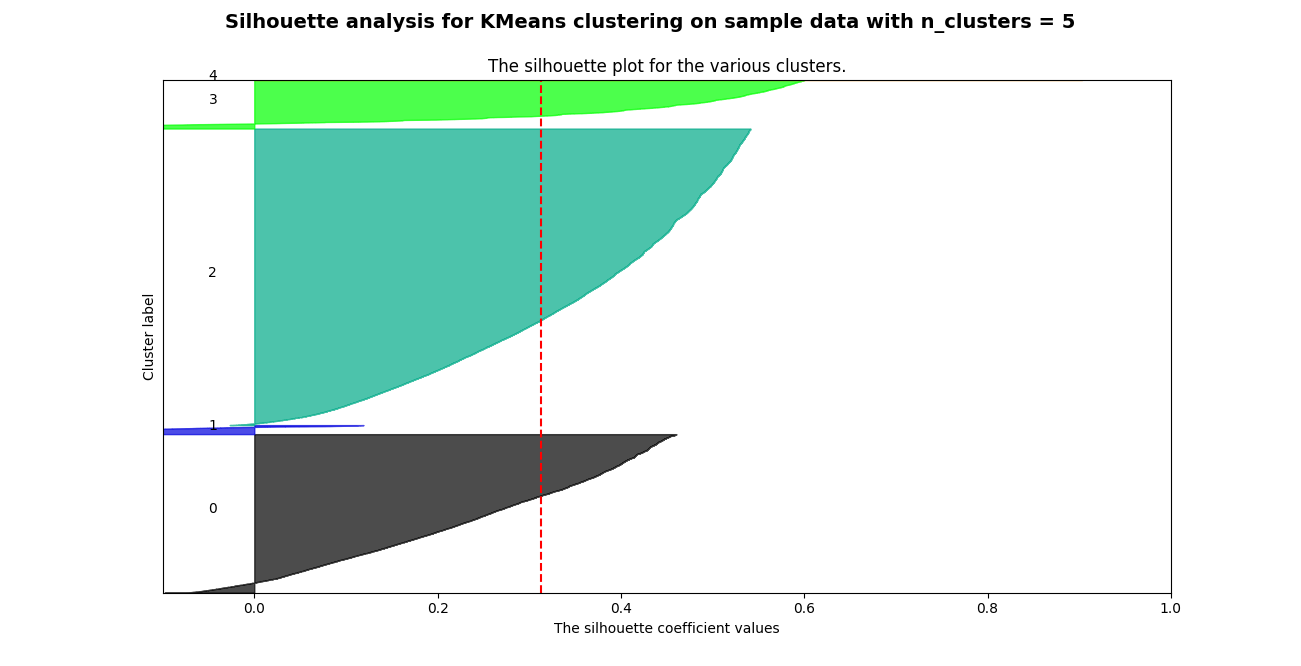 Silhouette analysis for KMeans clustering on sample data with n_clusters = 5
The silhouette plot for the various clusters.
4
3
2
1
0
Cluster label
0.0 0.2 0.4 0.6 0.8 1.0
The silhouette coefficient values